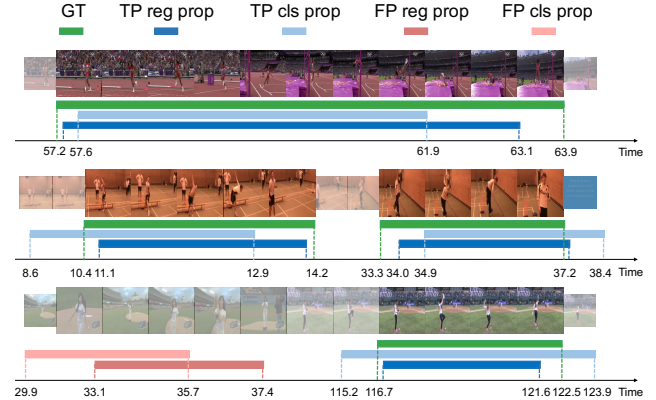 GT TP reg prop TP cls prop FP reg prop FP cls prop
57.2 57.6 61.9 63.1 63.9 Time
8.6 10.4 11.1 12.9 14.2 33.3 34.0 34.9 37.2 38.4 Time
29.9 33.1 35.7 37.4 115.2 116.7 121.6 122.5 123.9 Time